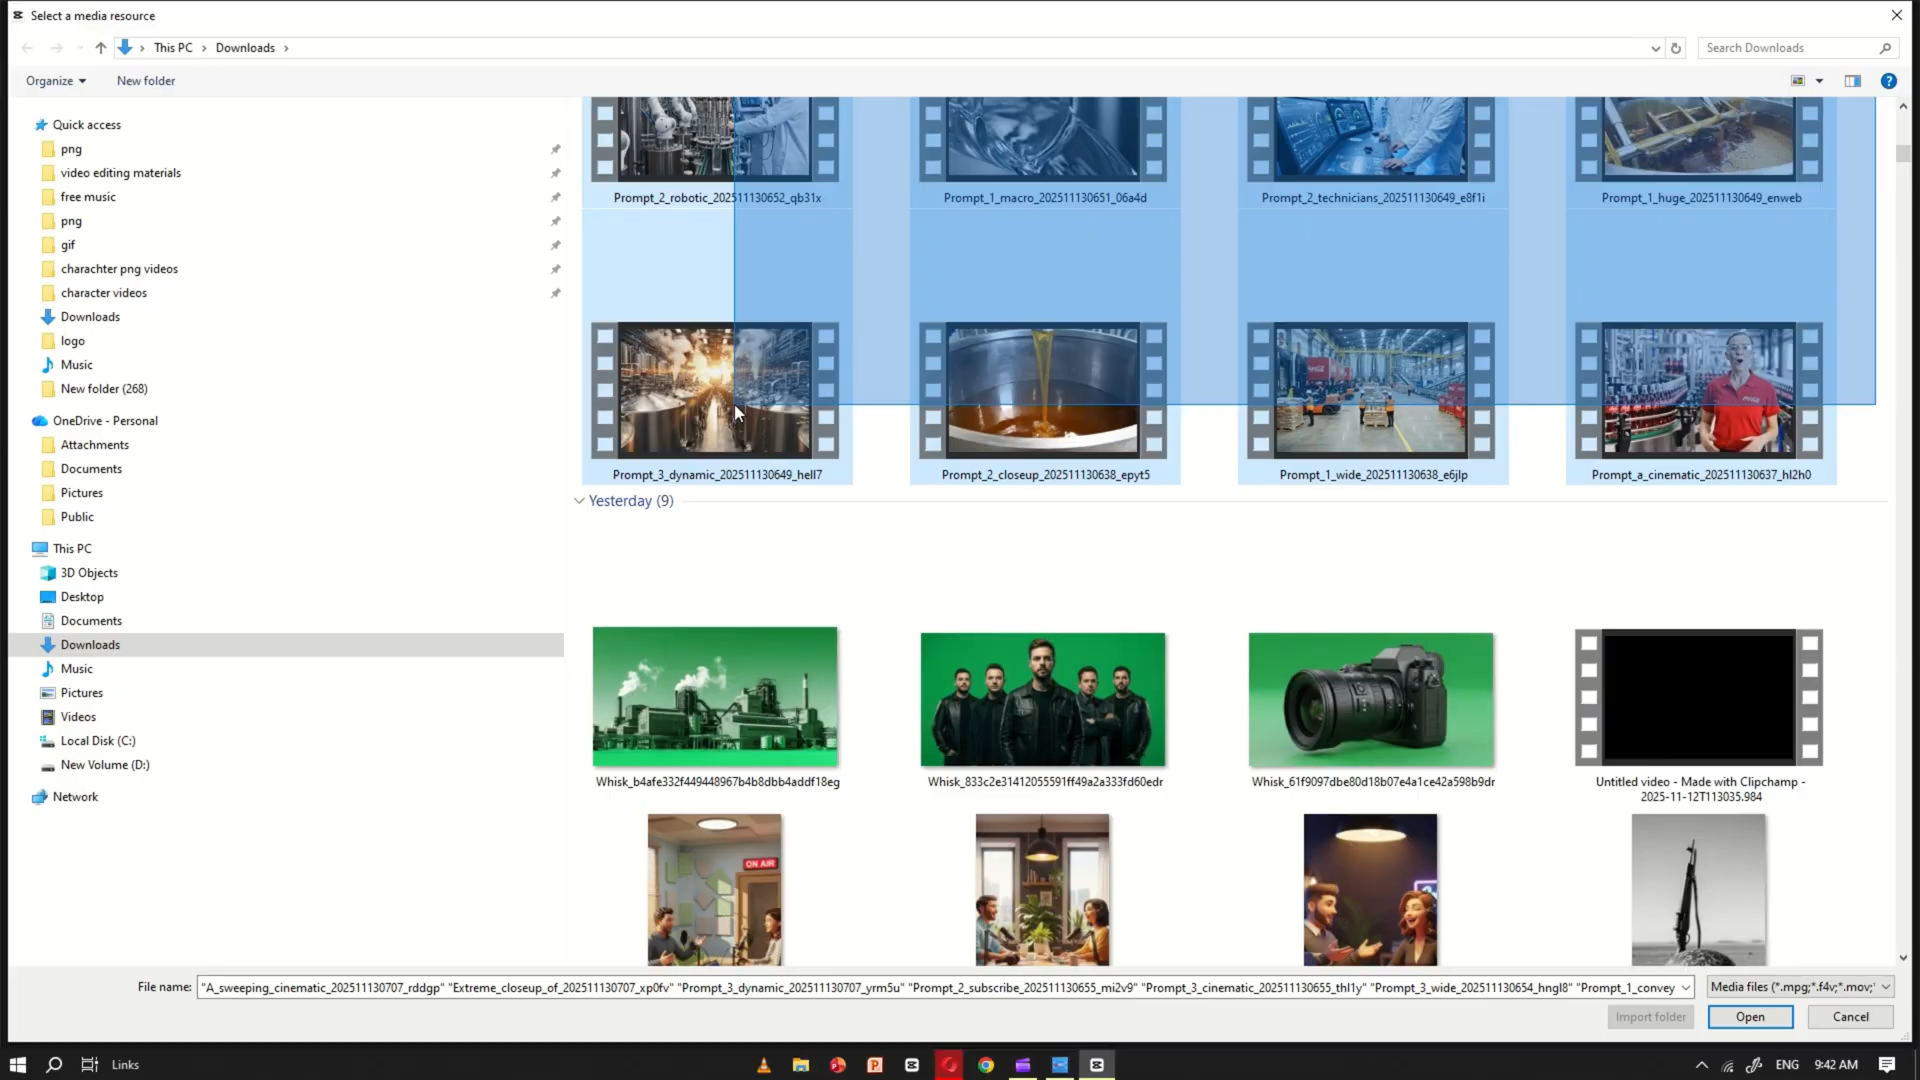 Select a media resource
This PC
Downloads
Search Downloads
Organize
New folder
Quick access
png
video editing materials
free music
png
gif
charachter png videos
character videos
Downloads
logo
Music
New folder (268)
OneDrive - Personal
Attachments
Documents
Pictures
Public
This PC
3D Objects
Desktop
Documents
Downloads
Music
Pictures
Videos
Local Disk (C:)
New Volume (D:)
Network
Prompt_2_robotic_202511130652_qb31x
Prompt_1_macro_202511130651_06a4d
Prompt_2_technicians_202511130649_e8f1i
Prompt_1_huge_202511130649_enweb
Prompt_3_dynamic_202511130649_hell7
Prompt_2_closeup_202511130638_epyt5
Prompt_1_wide_202511130638_e6jlp
Prompt_a_cinematic_202511130637_hl2h0
Yesterday (9)
Whisk_b4afe332f449448967b4b8dbb4addf18eg
Whisk_833c2e31412055591ff49a2a333fd60edr
Whisk_61f9097dbe80d18b07e4a1ce42a598b9dr
Untitled video - Made with Clipchamp -
2025-11-12T113035.984
ON AIR
File name:
"A_sweeping_cinematic_202511130707_rddgp" "Extreme_closeup_of_202511130707_xp0fv" "Prompt_3_dynamic_202511130707_yrm5u" "Prompt_2_subscribe_202511130655_mi2v9" "Prompt_3_cinematic_202511130655_thl1y" "Prompt_3_wide_202511130654_hngl8" "Prompt_1_convey
Media files (*.mpg;*.f4v;*.mov;*
Import folder
Open
Cancel
Links
ENG
9:42 AM